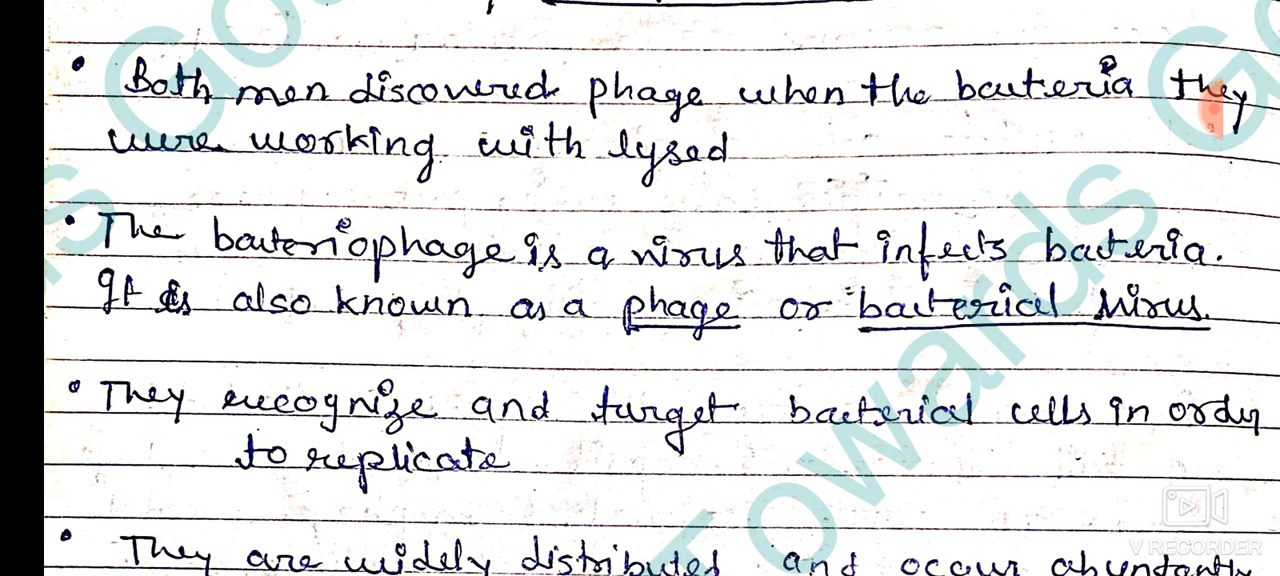 • Both men discovered phage when the bacteria they
were working with lysed
• The bacteriophage is a virus that infects bacteria.
It is also known as a phage or bacterial virus.
• They recognize and target bacterial cells in order
to replicate
• They are widely distributed and occur abundantly
Towards
V RECORDER